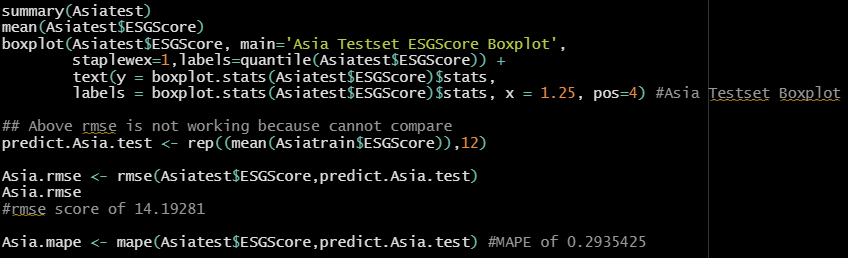 summary(Asiatest)
mean(Asiatest$ESGScore)
boxplot(Asiatest$ESGScore, main='Asia Testset ESGScore Boxplot',
        staplewex=1,labels=quantile(Asiatest$ESGScore)) +
        text(y = boxplot.stats(Asiatest$ESGScore)$stats,
        labels = boxplot.stats(Asiatest$ESGScore)$stats, x = 1.25, pos=4) #Asia Testset Boxplot
## Above rmse is not working because cannot compare
predict.Asia.test <- rep((mean(Asiatrain$ESGScore)),12)
Asia.rmse <- rmse(Asiatest$ESGScore,predict.Asia.test)
Asia.rmse
#rmse score of 14.19281
Asia.mape <- mape(Asiatest$ESGScore,predict.Asia.test) #MAPE of 0.2935425